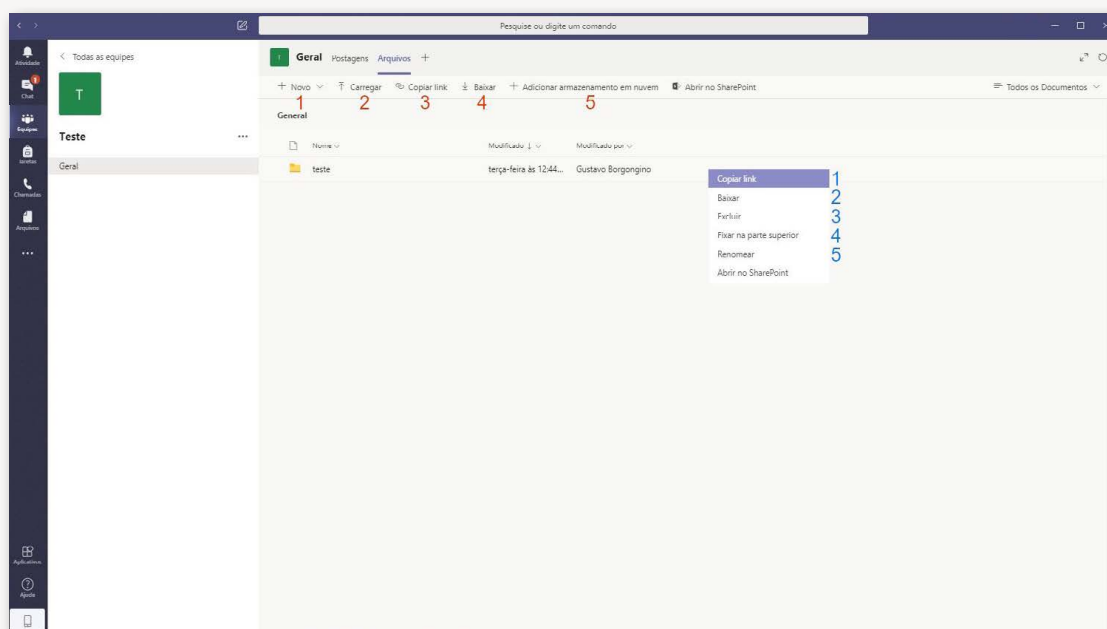 Pesquise ou digite um comando
Atividade
Chat
1
Equipes
Tarefas
Chamadas
Arquivos
Aplicativos
Ajuda
Todas as equipes
T
Teste
Geral
T Geral Postagens Arquivos
Novo Carregar Copiar link Baixar Adicionar armazenamento em nuvem Abrir no SharePoint Todos os Documentos
1 2 3 4 5
General
Nome Modificado Modificado por
teste terça-feira às 12:44... Gustavo Borgongino
Copiar link 1
Baixar 2
Excluir 3
Fixar na parte superior 4
Renomear 5
Abrir no SharePoint